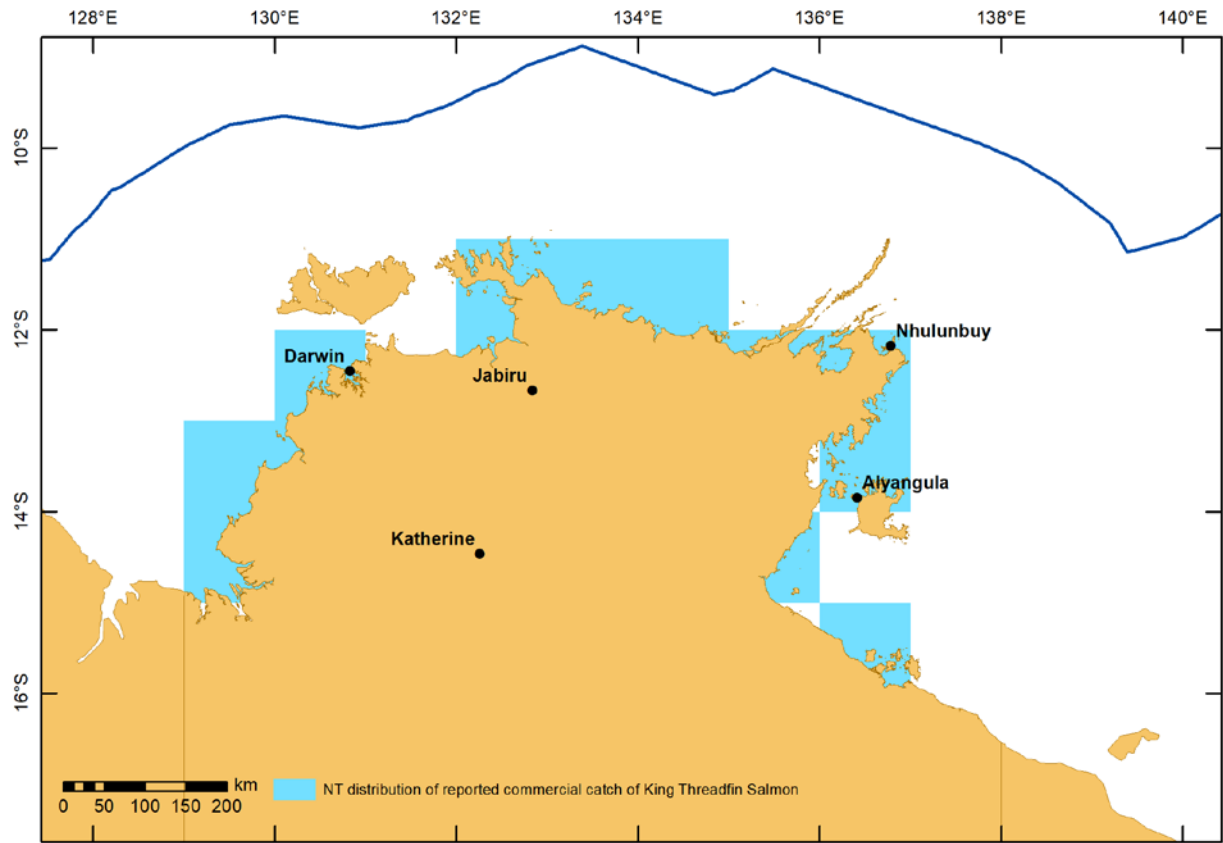 128°E 130°E 132°E 134°E 136°E 138°E 140°E
10°S
12°S
Nhulunbuy
Darwin
Jabiru
Alyangula
14°S
Katherine
16°S
km
0 50 100 150 200
NT distribution of reported commercial catch of King Threadfin Salmon